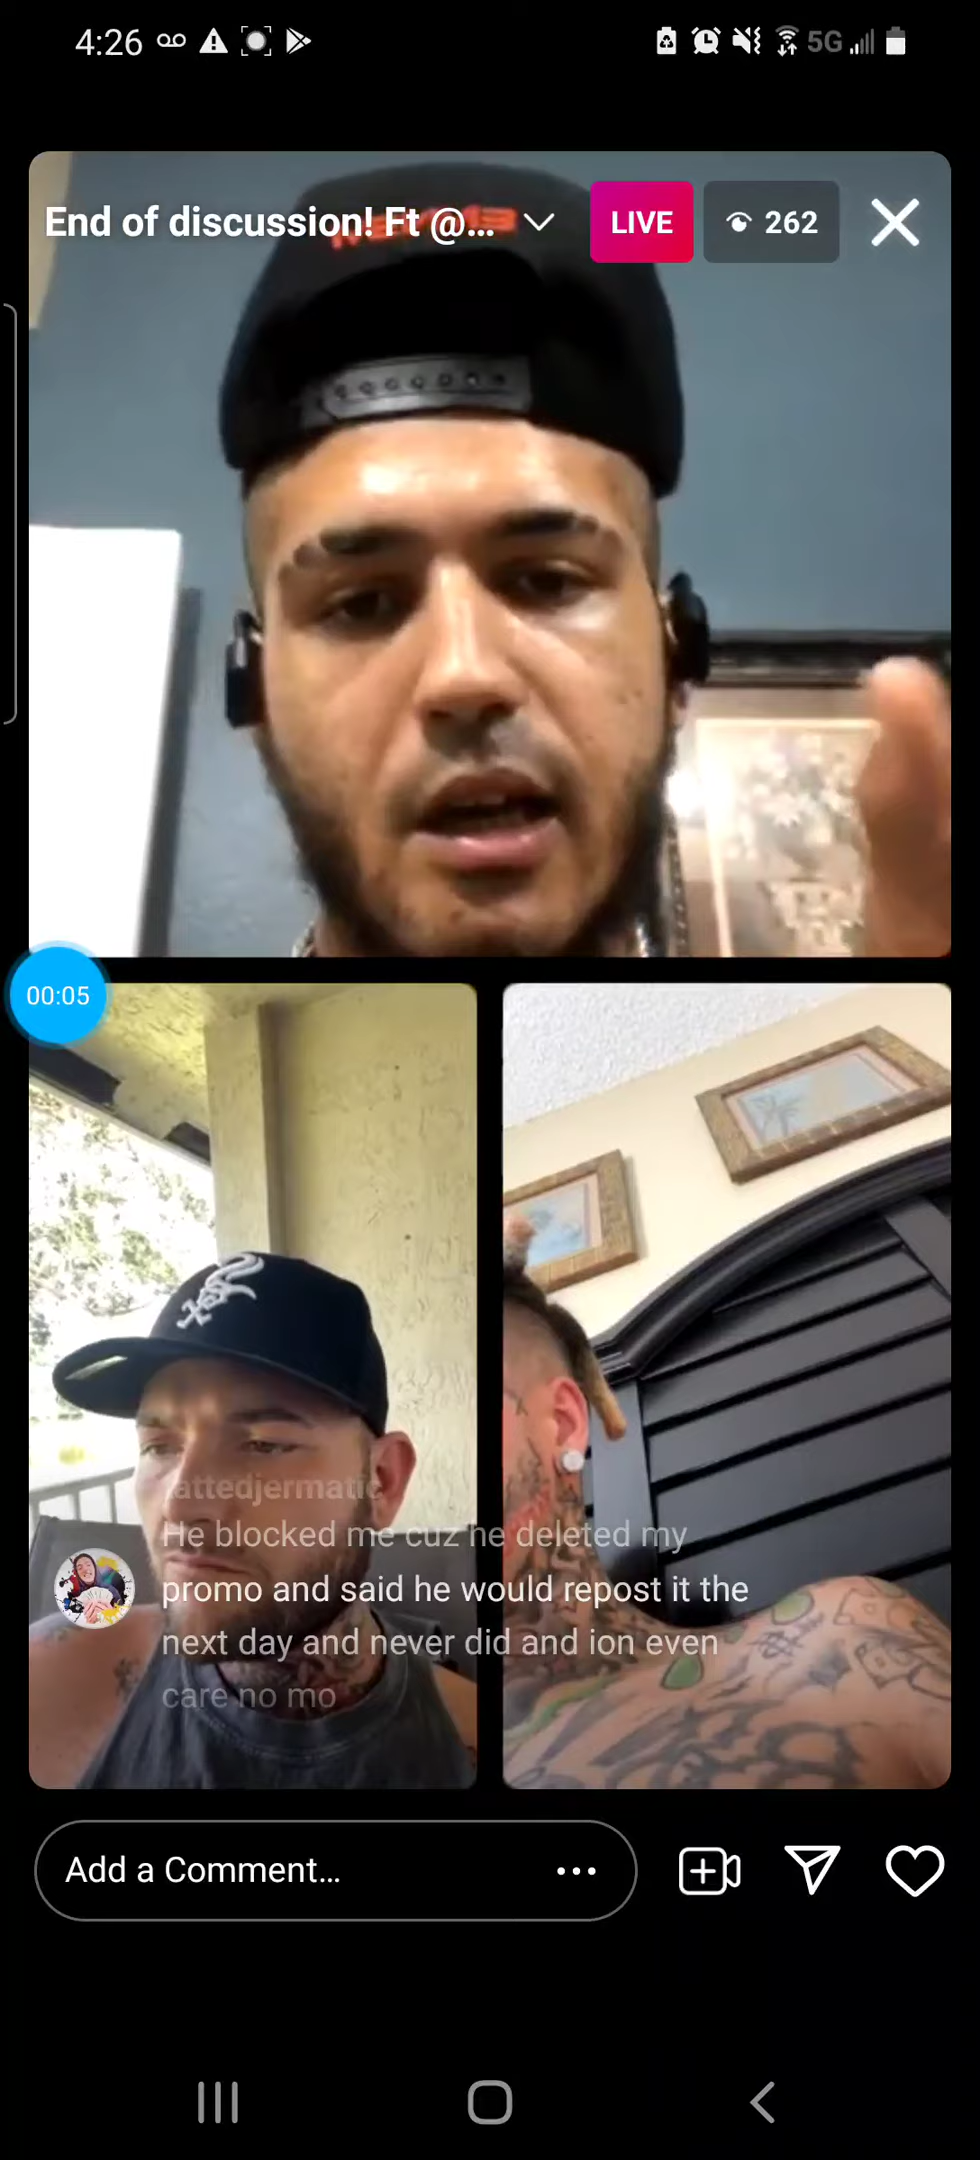 4:26
5G
End of discussion! Ft @...
LIVE
262
00:05
tattedjermatic
He blocked me cuz he deleted my
promo and said he would repost it the
next day and never did and ion even
care no mo
Add a Comment...